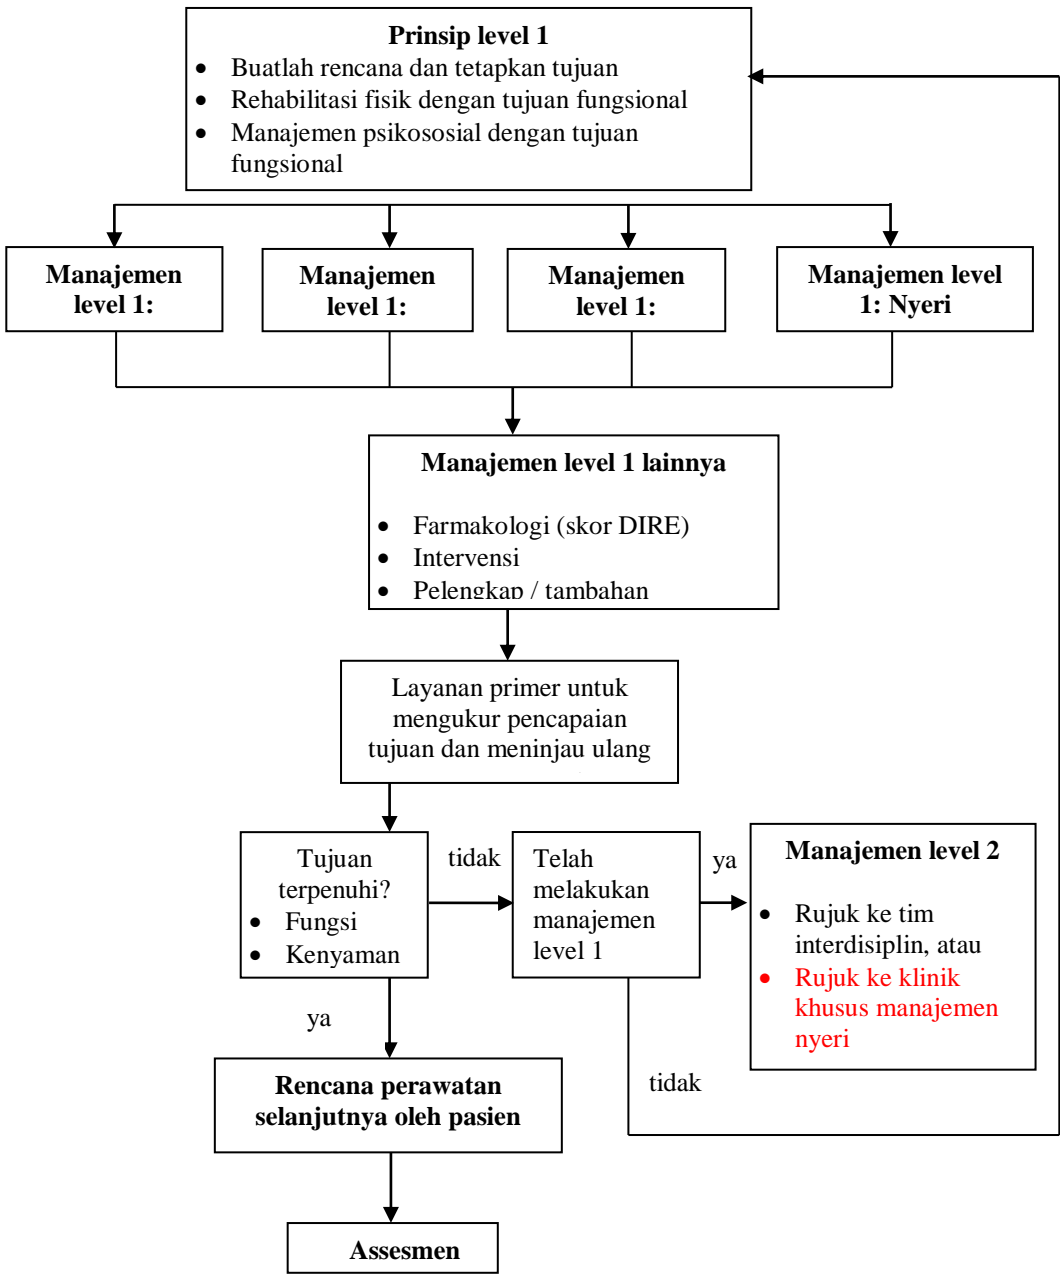 Prinsip level 1
• Buatlah rencana dan tetapkan tujuan
• Rehabilitasi fisik dengan tujuan fungsional
• Manajemen psikososial dengan tujuan
fungsional
Manajemen
level 1:
Manajemen
level 1:
Manajemen
level 1:
Manajemen level
1: Nyeri
Manajemen level 1 lainnya
• Farmakologi (skor DIRE)
• Intervensi
• Pelengkap / tambahan
Layanan primer untuk
mengukur pencapaian
tujuan dan meninjau ulang
Tujuan
terpenuhi?
• Fungsi
• Kenyaman
tidak
Telah
melakukan
manajemen
level 1
ya
Manajemen level 2
• Rujuk ke tim
interdisiplin, atau
• Rujuk ke klinik
khusus manajemen
nyeri
ya
tidak
Rencana perawatan
selanjutnya oleh pasien
Assesmen